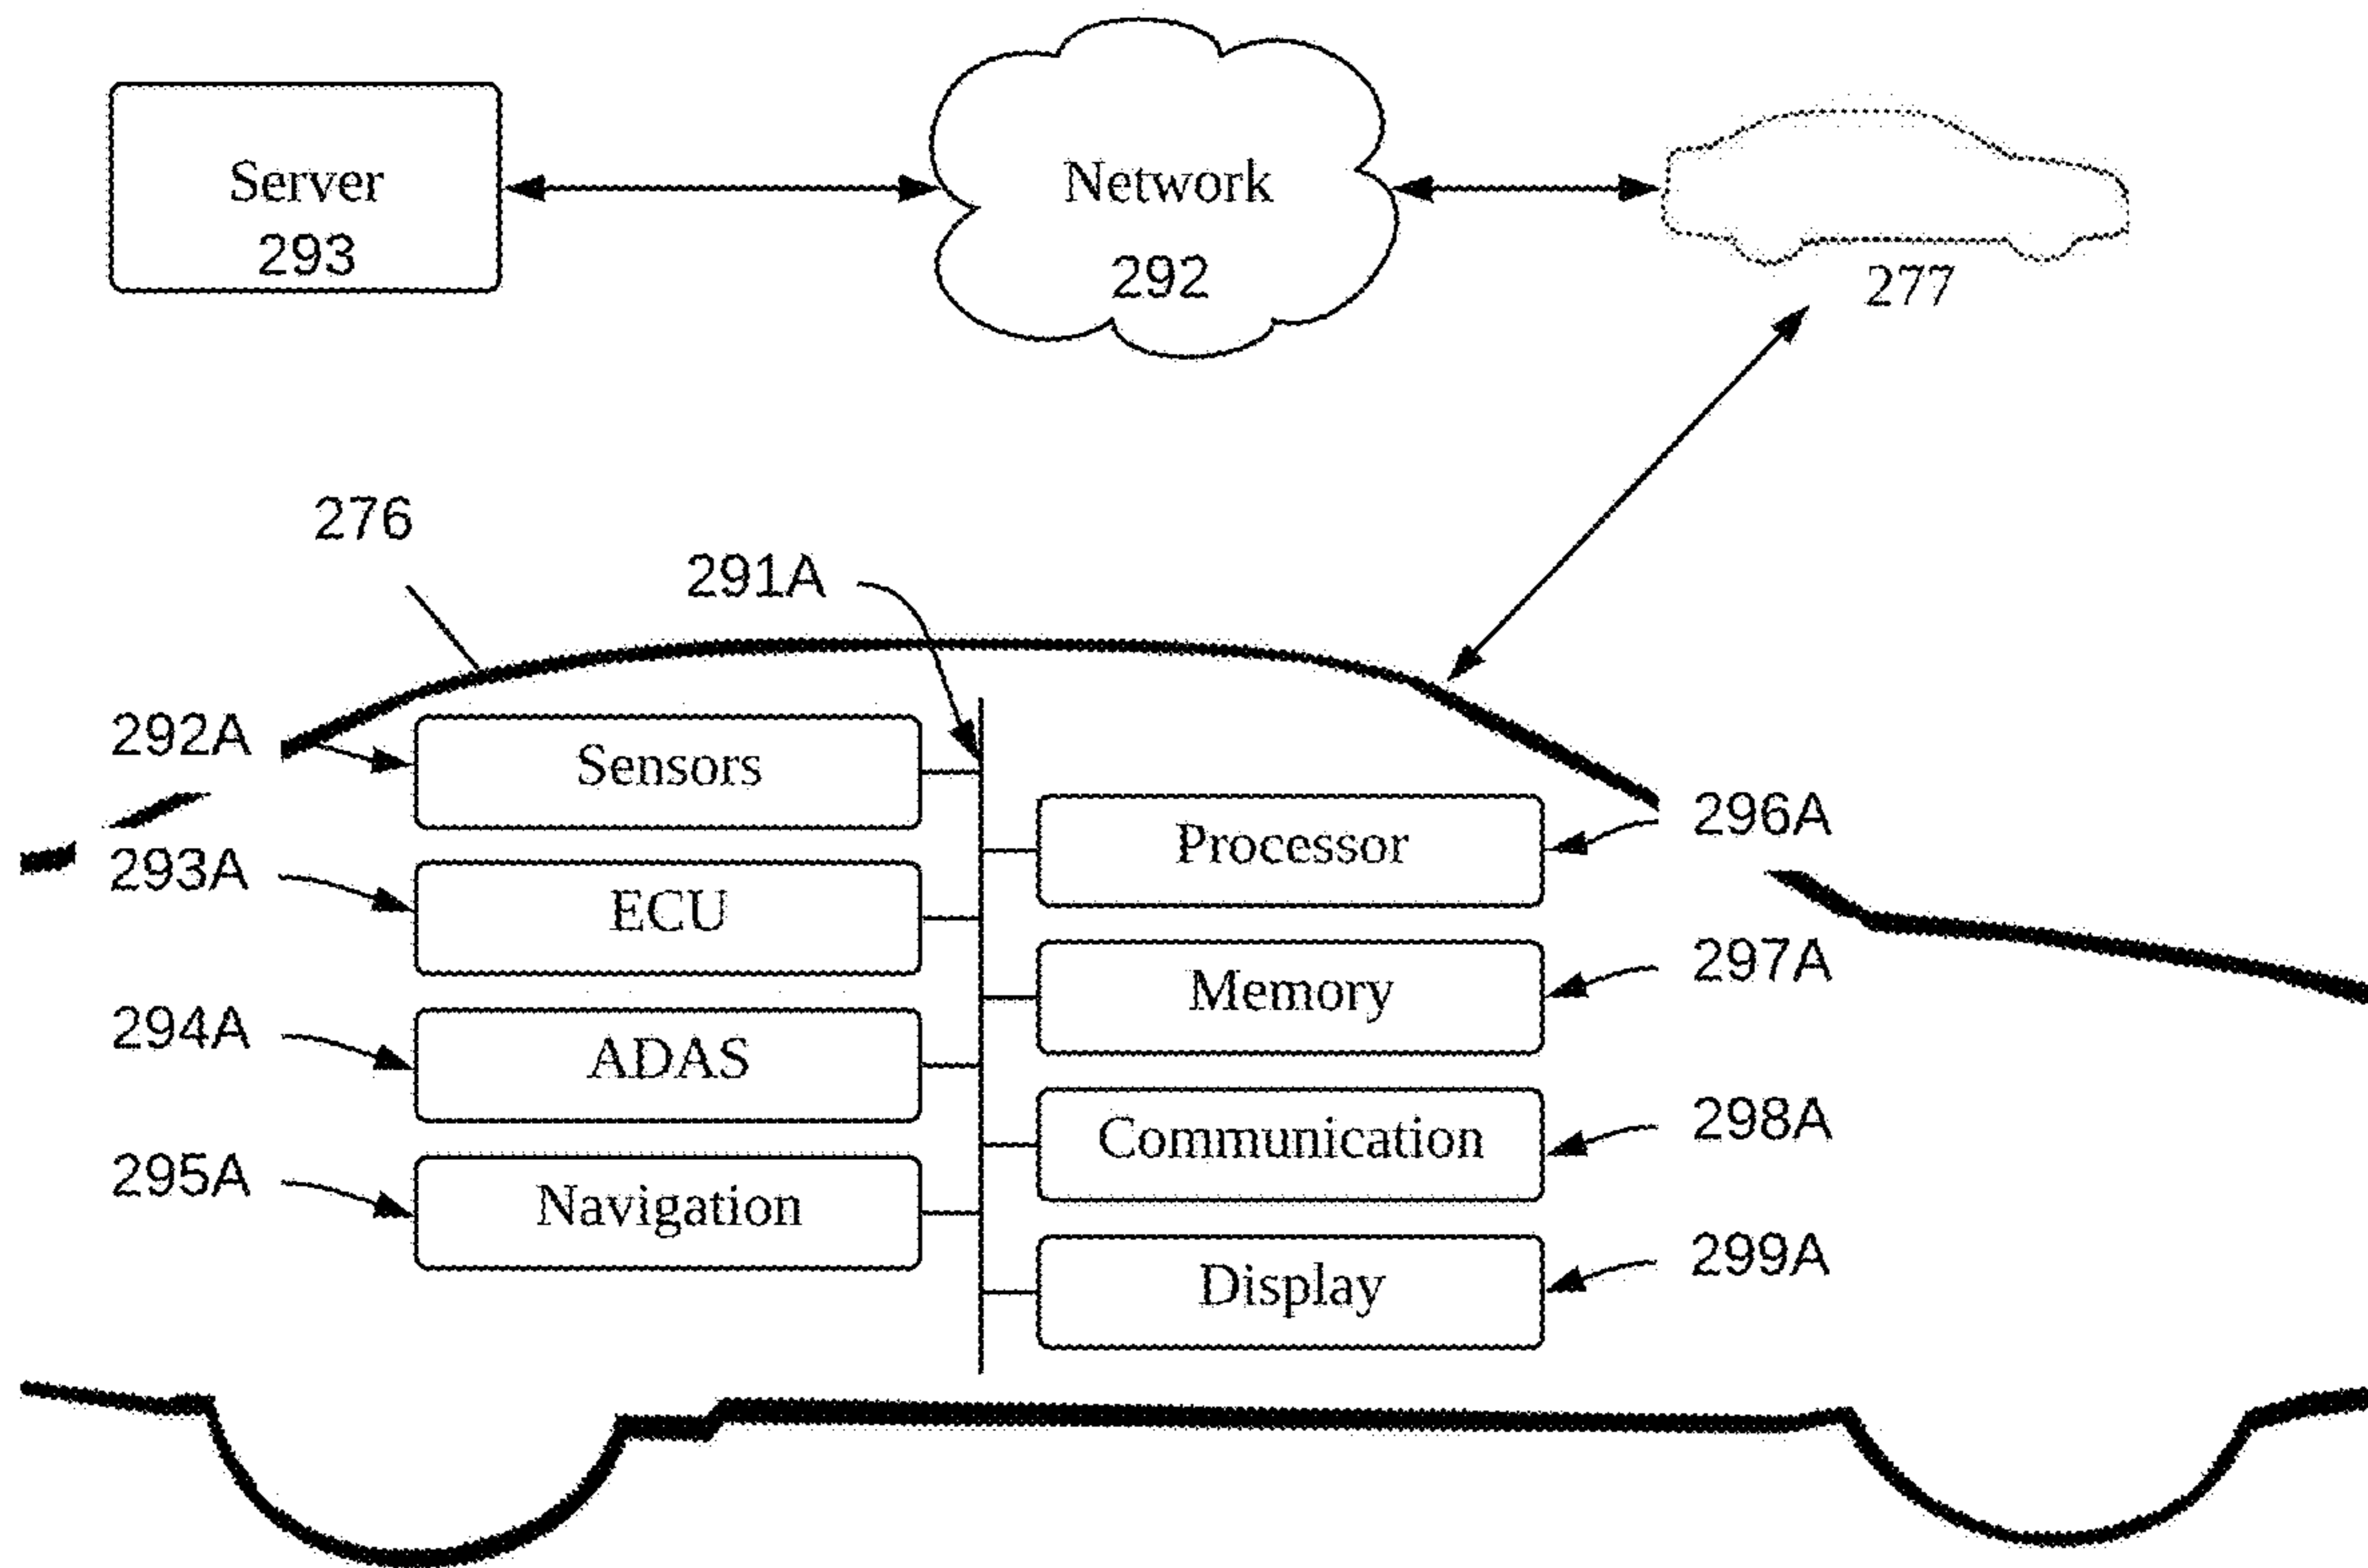 Server
293
Network
292
277
276
291A
292A
Sensors
Processor
296A
293A
ECU
Memory
297A
294A
ADAS
Communication
298A
295A
Navigation
Display
299A